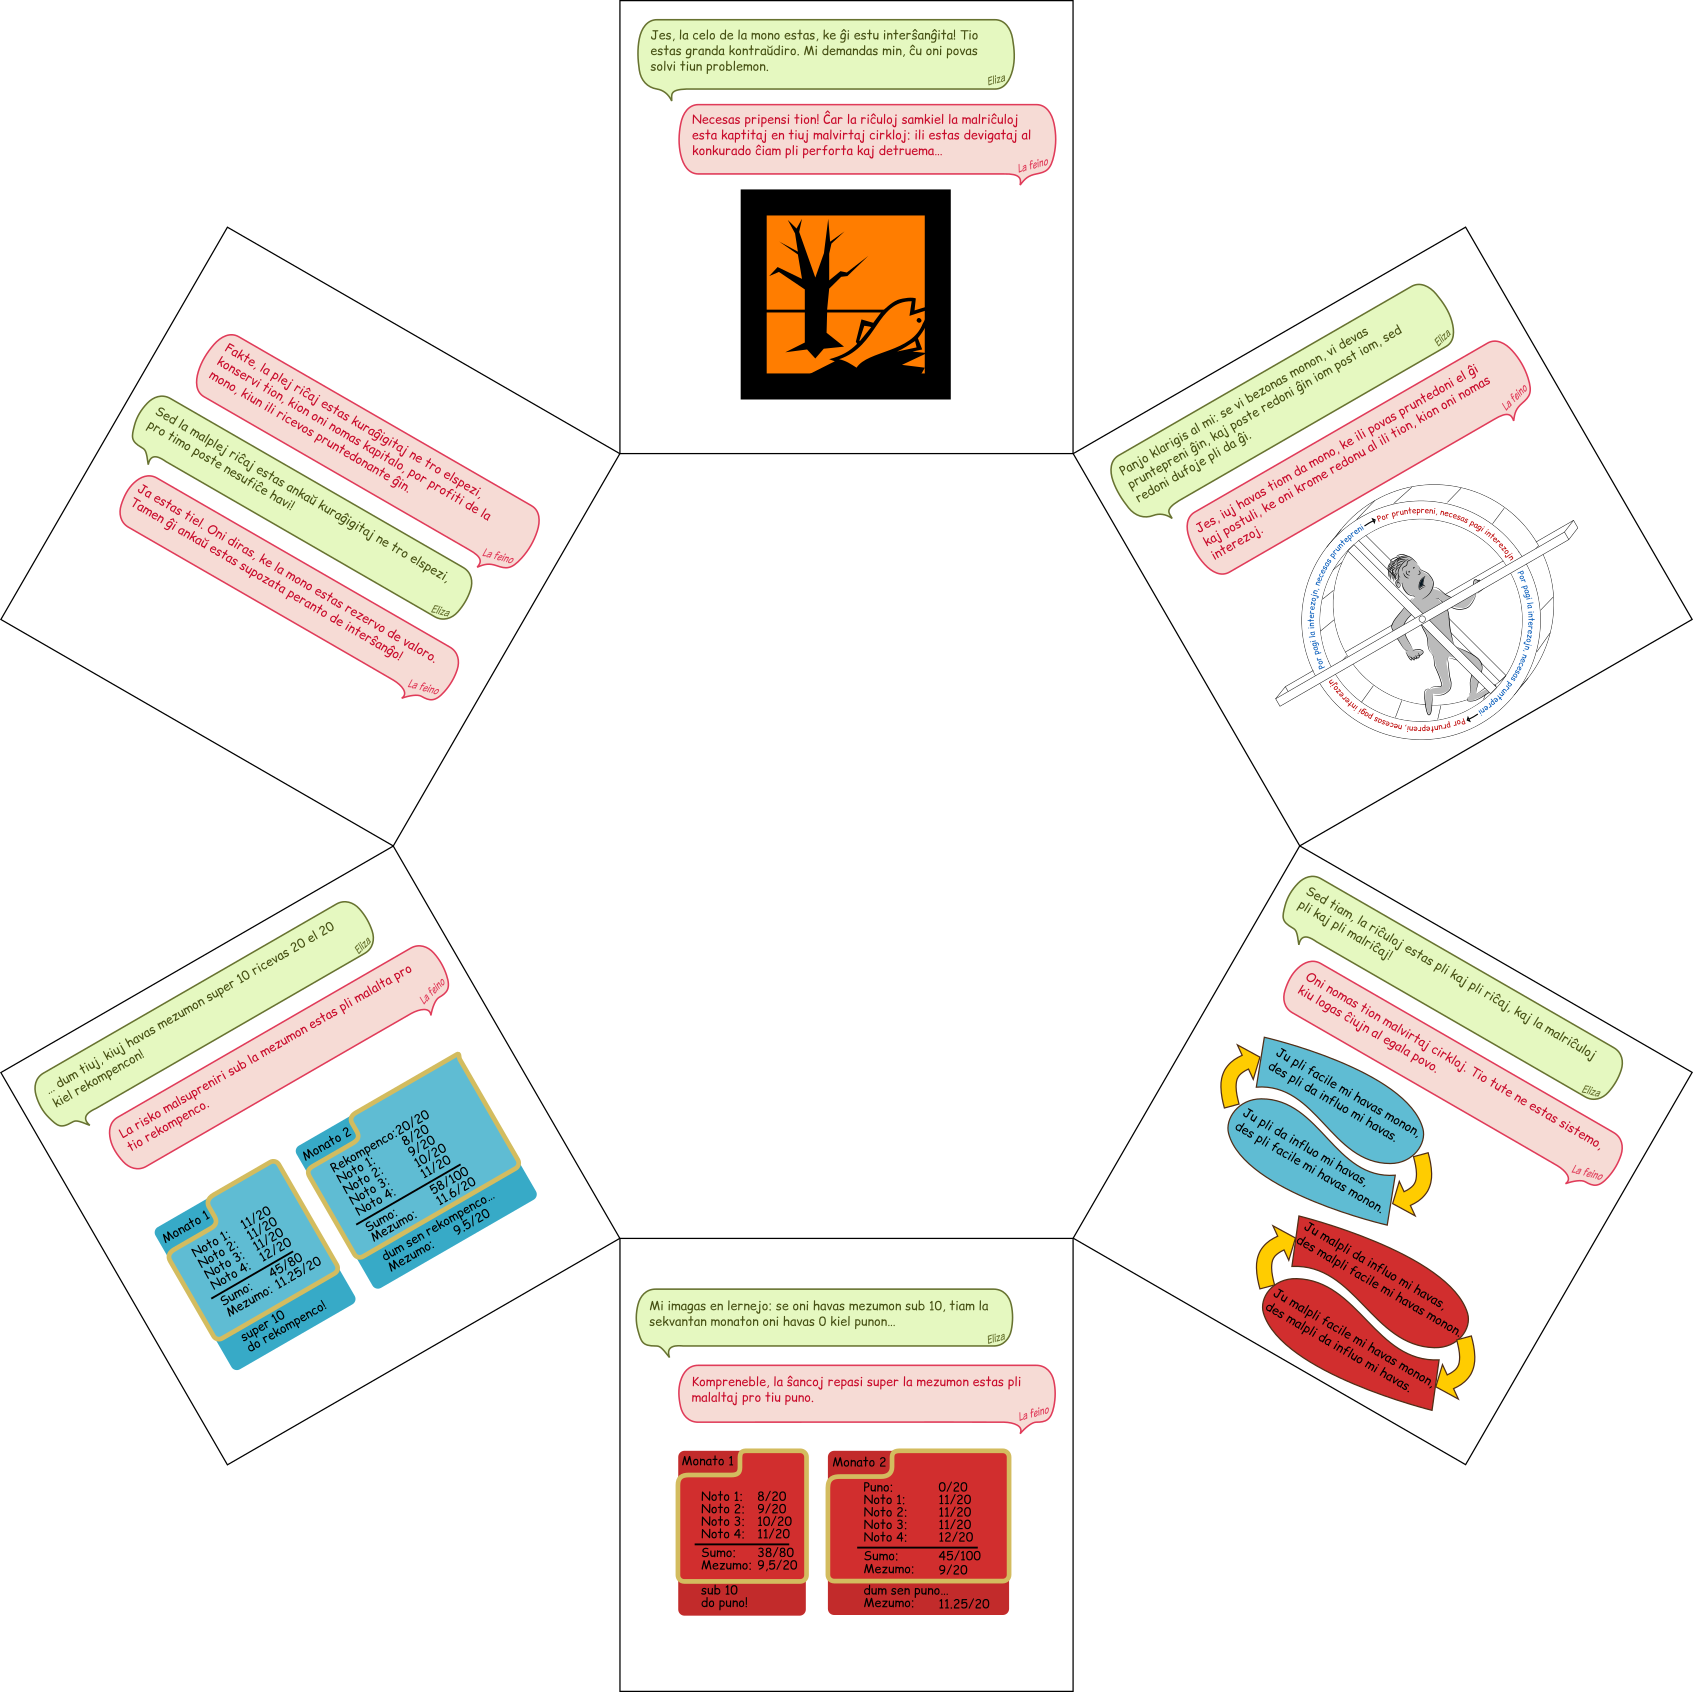 Jes, la celo de la mono estas, ke ĝi estu interŝanĝita! Tio
estas granda kontraŭdiro. Mi demandas min, ĉu oni povas
solvi tiun problemon.
Eliza
Necesas pripensi tion! Ĉar la riĉuloj samkiel la malriĉuloj
esta kaptitaj en tiuj malvirtaj cirkloj; ili estas devigataj al
konkurado ĉiam pli perforta kaj detruema...
La feino
Panjo klarigis al mi: se vi bezonas monon, vi devas
pruntepreni ĝin, kaj poste redoni ĝin iom post iom, sed
redoni dufoje pli da ĝi.
Eliza
Jes, iuj havas tiom da mono, ke ili povas pruntedoni el ĝi
kaj postuli, ke oni krome redonu al ili tion, kion oni nomas
interezoj.
La feino
Por pruntepreni, necesas pagi interezojn
Por pagi la interezojn, necesas pruntepreni
Por pruntepreni, necesas pagi interezojn
Por pagi la interezojn, necesas pruntepreni
Sed tiam, la riĉuloj estas pli kaj pli riĉaj, kaj la malriĉuloj
pli kaj pli malriĉaj!
Eliza
Oni nomas tion malvirtaj cirkloj. Tio tute ne estas sistemo,
kiu logas ĉiujn al egala povo.
La feino
Ju pli facile mi havas monon,
des pli da influo mi havas.
Ju pli da influo mi havas,
des pli facile mi havas monon.
Ju malpli da influo mi havas,
des malpli facile mi havas monon.
Ju malpli facile mi havas monon,
des malpli da influo mi havas.
Mi imagas en lernejo; se oni havas mezumon sub 10, tiam la
sekvantan monaton oni havas 0 kiel punon...
Eliza
Kompreneble, la ŝancoj repasi super la mezumon estas pli
malaltaj pro tiu puno.
La feino
Monato 1
Noto 1: 8/20
Noto 2: 9/20
Noto 3: 10/20
Noto 4: 11/20
Sumo: 38/80
Mezumo: 9,5/20
sub 10
do puno!
Monato 2
Puno: 0/20
Noto 1: 11/20
Noto 2: 11/20
Noto 3: 11/20
Noto 4: 12/20
Sumo: 45/100
Mezumo: 9/20
dum sen puno...
Mezumo: 11.25/20
... dum tiuj, kiuj havas mezumon super 10 ricevas 20 el 20
kiel rekompencon!
Eliza
La risko malsupreniri sub la mezumon estas pli malalta pro
tio rekompenco.
La feino
Monato 1
Noto 1: 11/20
Noto 2: 11/20
Noto 3: 11/20
Noto 4: 12/20
Sumo: 45/80
Mezumo: 11.25/20
super 10
do rekompenco!
Monato 2
Rekompenco:20/20
Noto 1: 8/20
Noto 2: 9/20
Noto 3: 10/20
Noto 4: 11/20
Sumo: 58/100
Mezumo: 11.6/20
dum sen rekompenco...
Mezumo: 9.5/20
Fakte, la plej riĉaj estas kuraĝigitaj ne tro elspezi,
konservi tion, kion oni nomas kapitalo, por profiti de la
mono, kiun ili ricevos pruntedonante ĝin.
La feino
Sed la malplej riĉaj estas ankaŭ kuraĝigitaj ne tro elspezi,
pro timo poste nesufiĉe havi!
Eliza
Ja estas tiel. Oni diras, ke la mono estas rezervo de valoro.
Tamen ĝi ankaŭ estas supozata peranto de interŝanĝo!
La feino